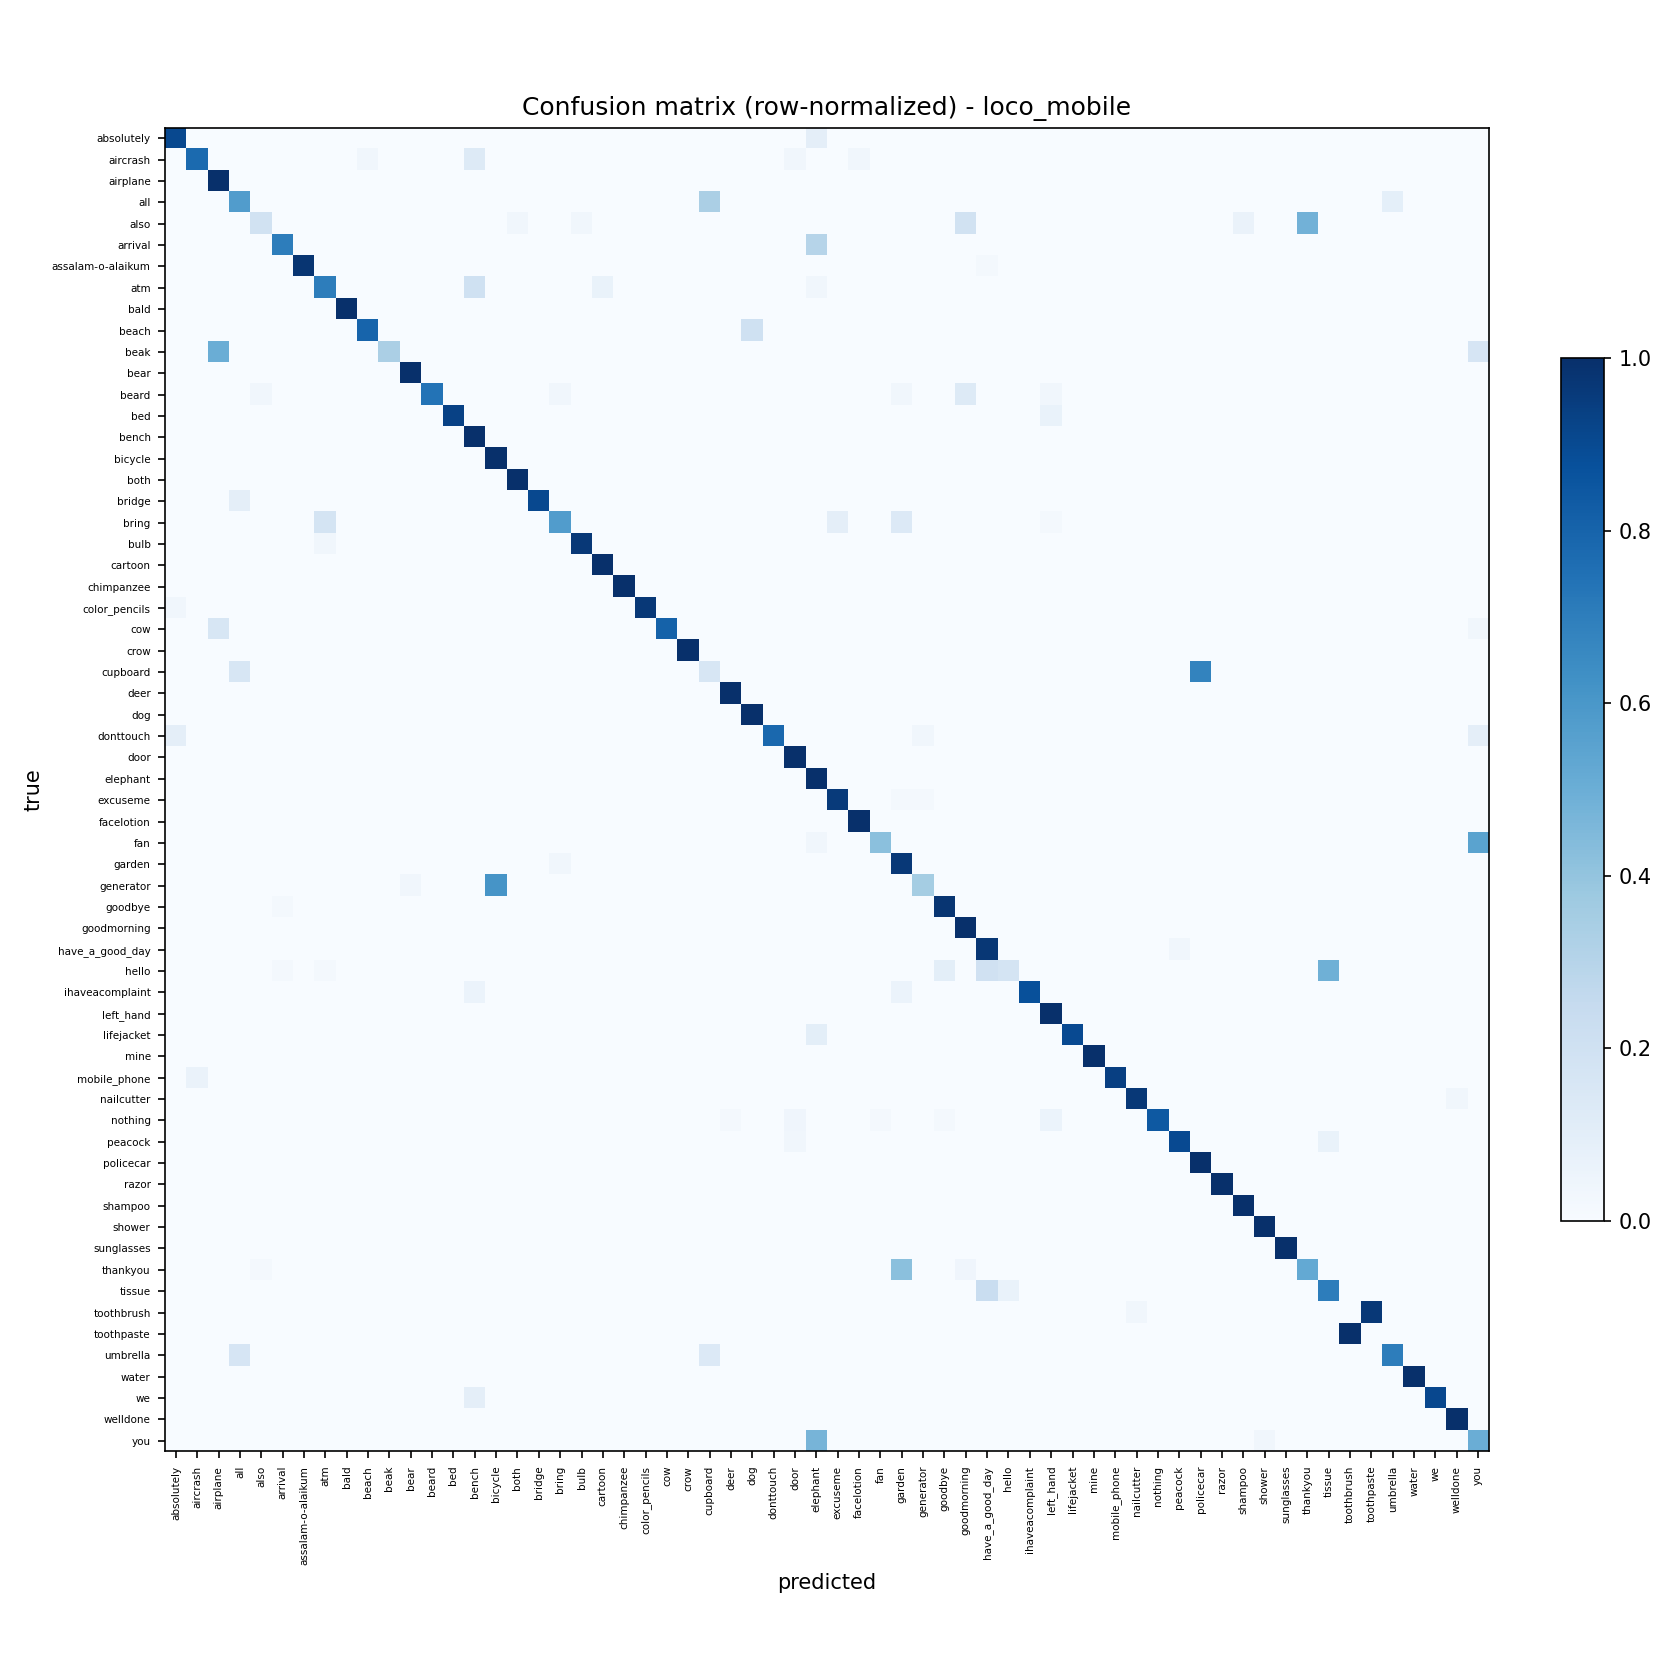 Confusion matrix (row-normalized) - loco_mobile
true
absolutely
aircrash
airplane
all
also
arrival
assalam-o-alaikum
atm
bald
beach
beak
bear
beard
bed
bench
bicycle
both
bridge
bring
bulb
cartoon
chimpanzee
color_pencils
cow
crow
cupboard
deer
dog
donttouch
door
elephant
excuseme
facelotion
fan
garden
generator
goodbye
goodmorning
have_a_good_day
hello
ihaveacomplaint
left_hand
lifejacket
mine
mobile_phone
nailcutter
nothing
peacock
policecar
razor
shampoo
shower
sunglasses
thankyou
tissue
toothbrush
toothpaste
umbrella
water
we
welldone
you
absolutely
aircrash
airplane
all
also
arrival
assalam-o-alaikum
atm
bald
beach
beak
bear
beard
bed
bench
bicycle
both
bridge
bring
bulb
cartoon
chimpanzee
color_pencils
cow
crow
cupboard
deer
dog
donttouch
door
elephant
excuseme
facelotion
fan
garden
generator
goodbye
goodmorning
have_a_good_day
hello
ihaveacomplaint
left_hand
lifejacket
mine
mobile_phone
nailcutter
nothing
peacock
policecar
razor
shampoo
shower
sunglasses
thankyou
tissue
toothbrush
toothpaste
umbrella
water
we
welldone
you
predicted
1.0
0.8
0.6
0.4
0.2
0.0